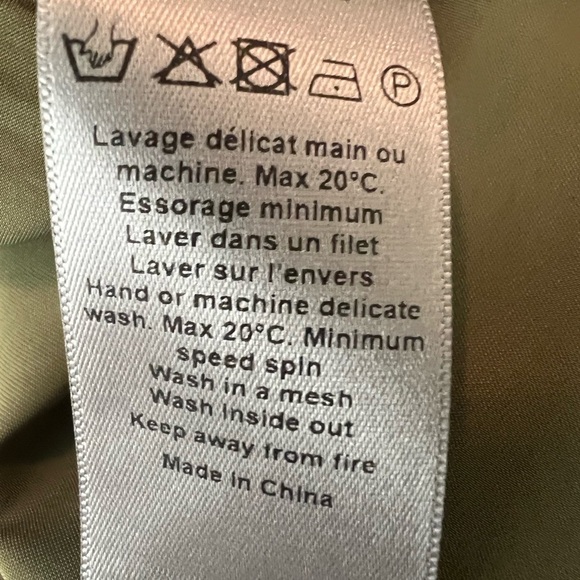 P
Lavage délicat main ou
machine. Max 20°C.
Essorage minimum
Laver dans un filet
Laver sur l'envers
Hand or machine delicate
wash. Max 20°C. Minimum
speed spin
Wash in a mesh
Wash inside out
Keep away from fire
Made in China